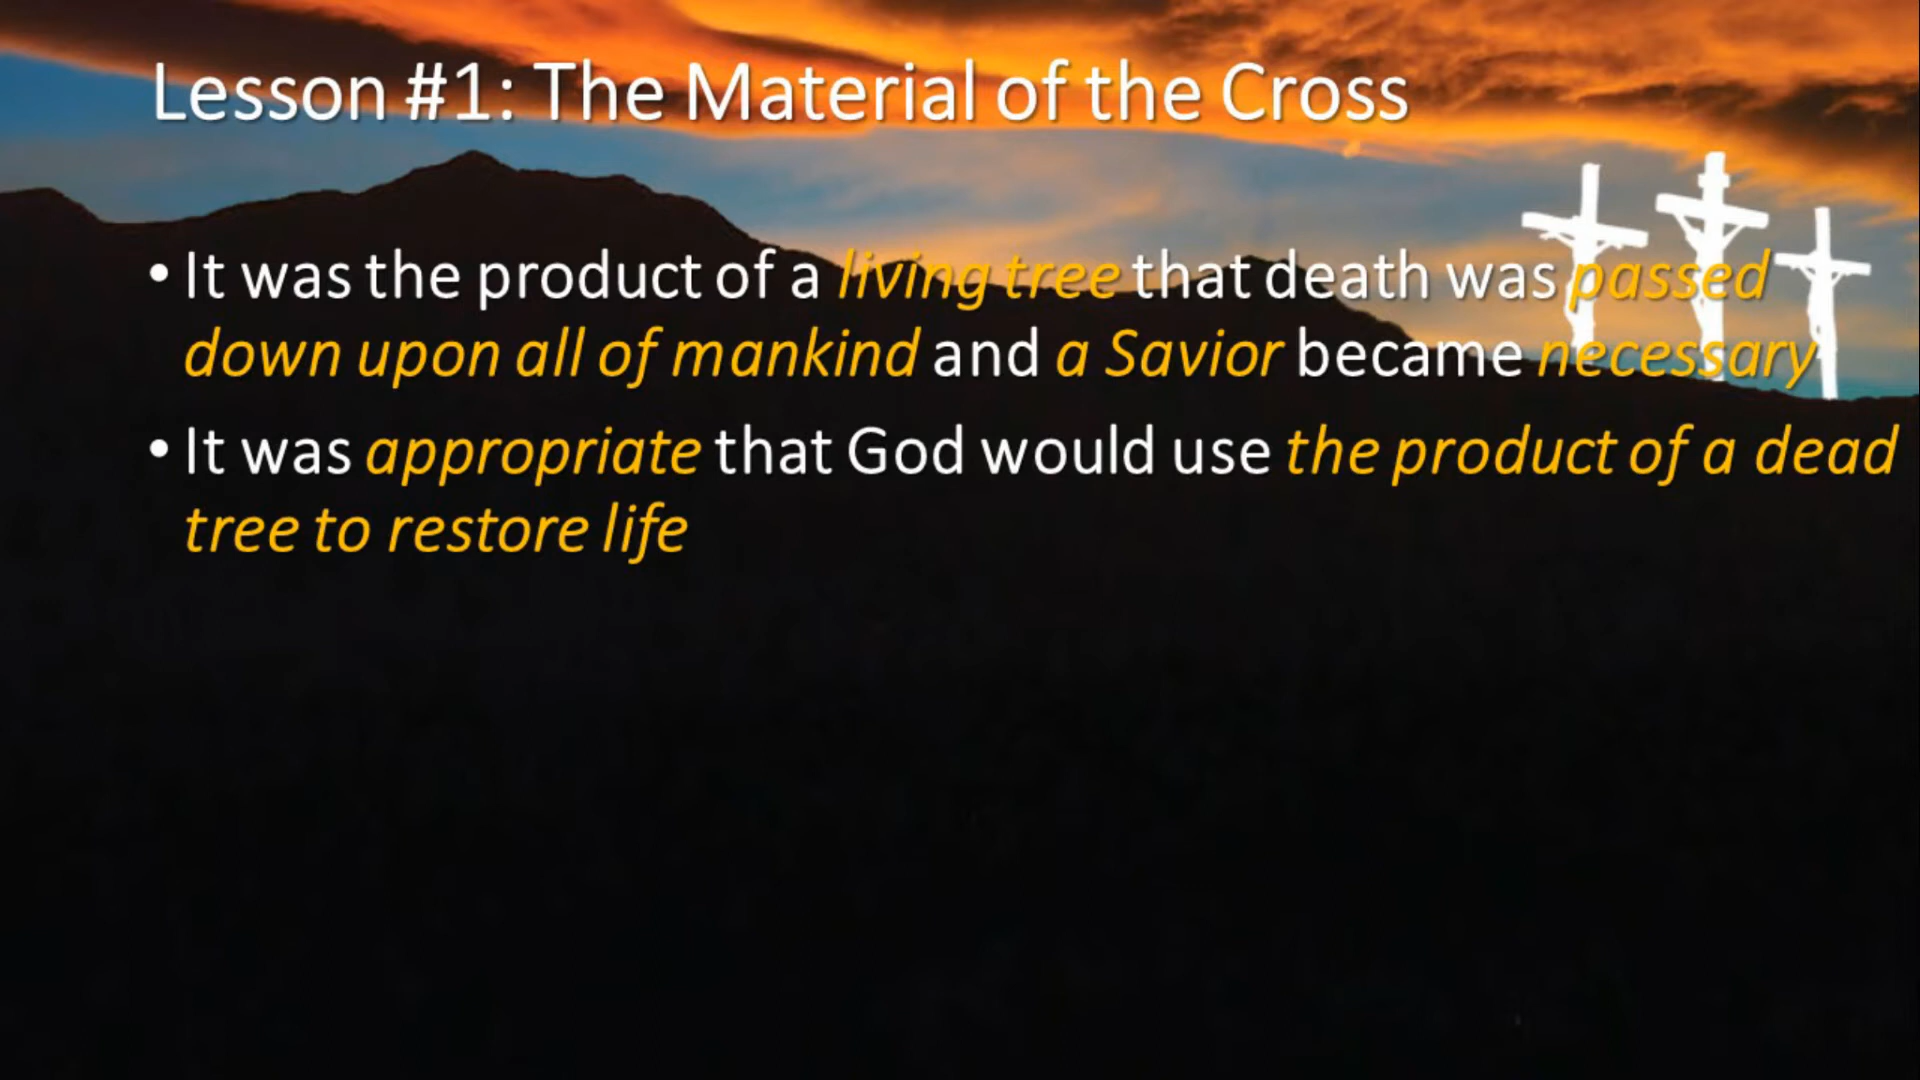 Lesson #1: The Material of the Cross
• It was the product of a living tree that death was passed
down upon all of mankind and a Savior became necessary
• It was appropriate that God would use the product of a dead
tree to restore life